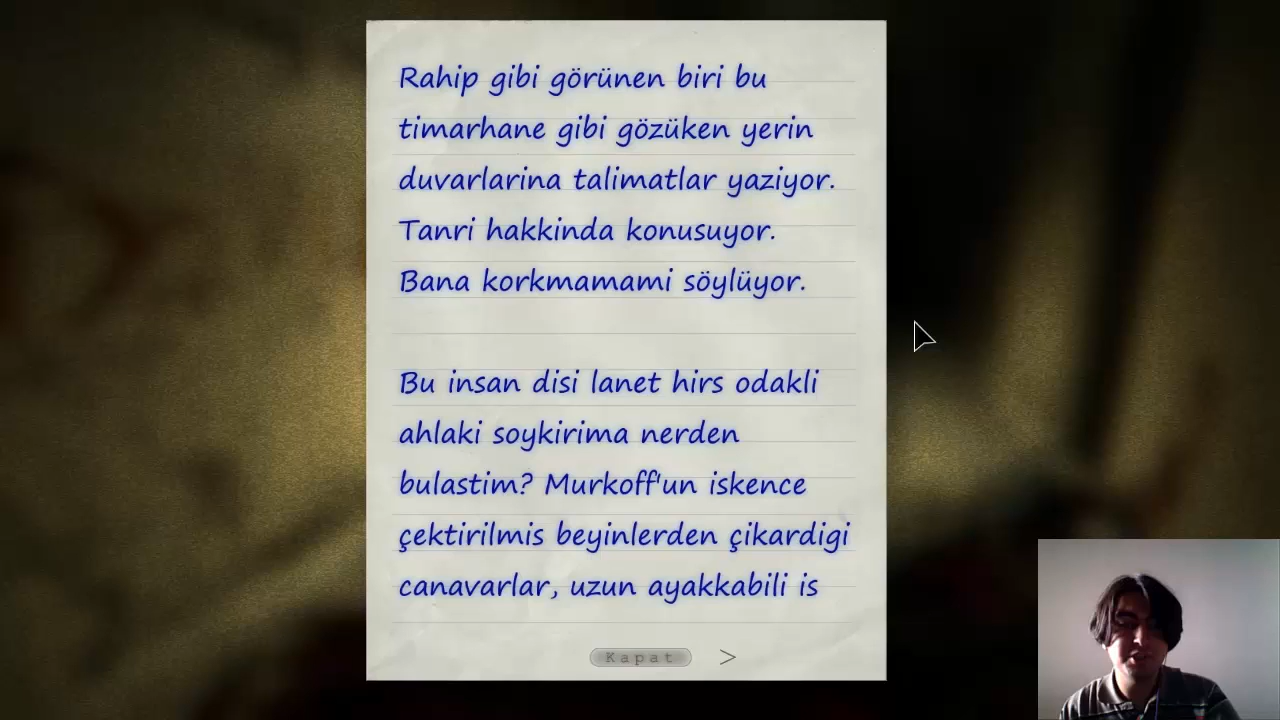 Rahip gibi görünen biri bu
timarhane gibi gözüken yerin
duvarlarina talimatlar yaziyor.
Tanri hakkinda konusuyor.
Bana korkmamami söylüyor.
Bu insan disi lanet hirs odakli
ahlaki soykirima nerden
bulastim? Murkoff'un iskence
çektirilmis beyinlerden çikardigi
canavarlar, uzun ayakkabili is
Kapat >